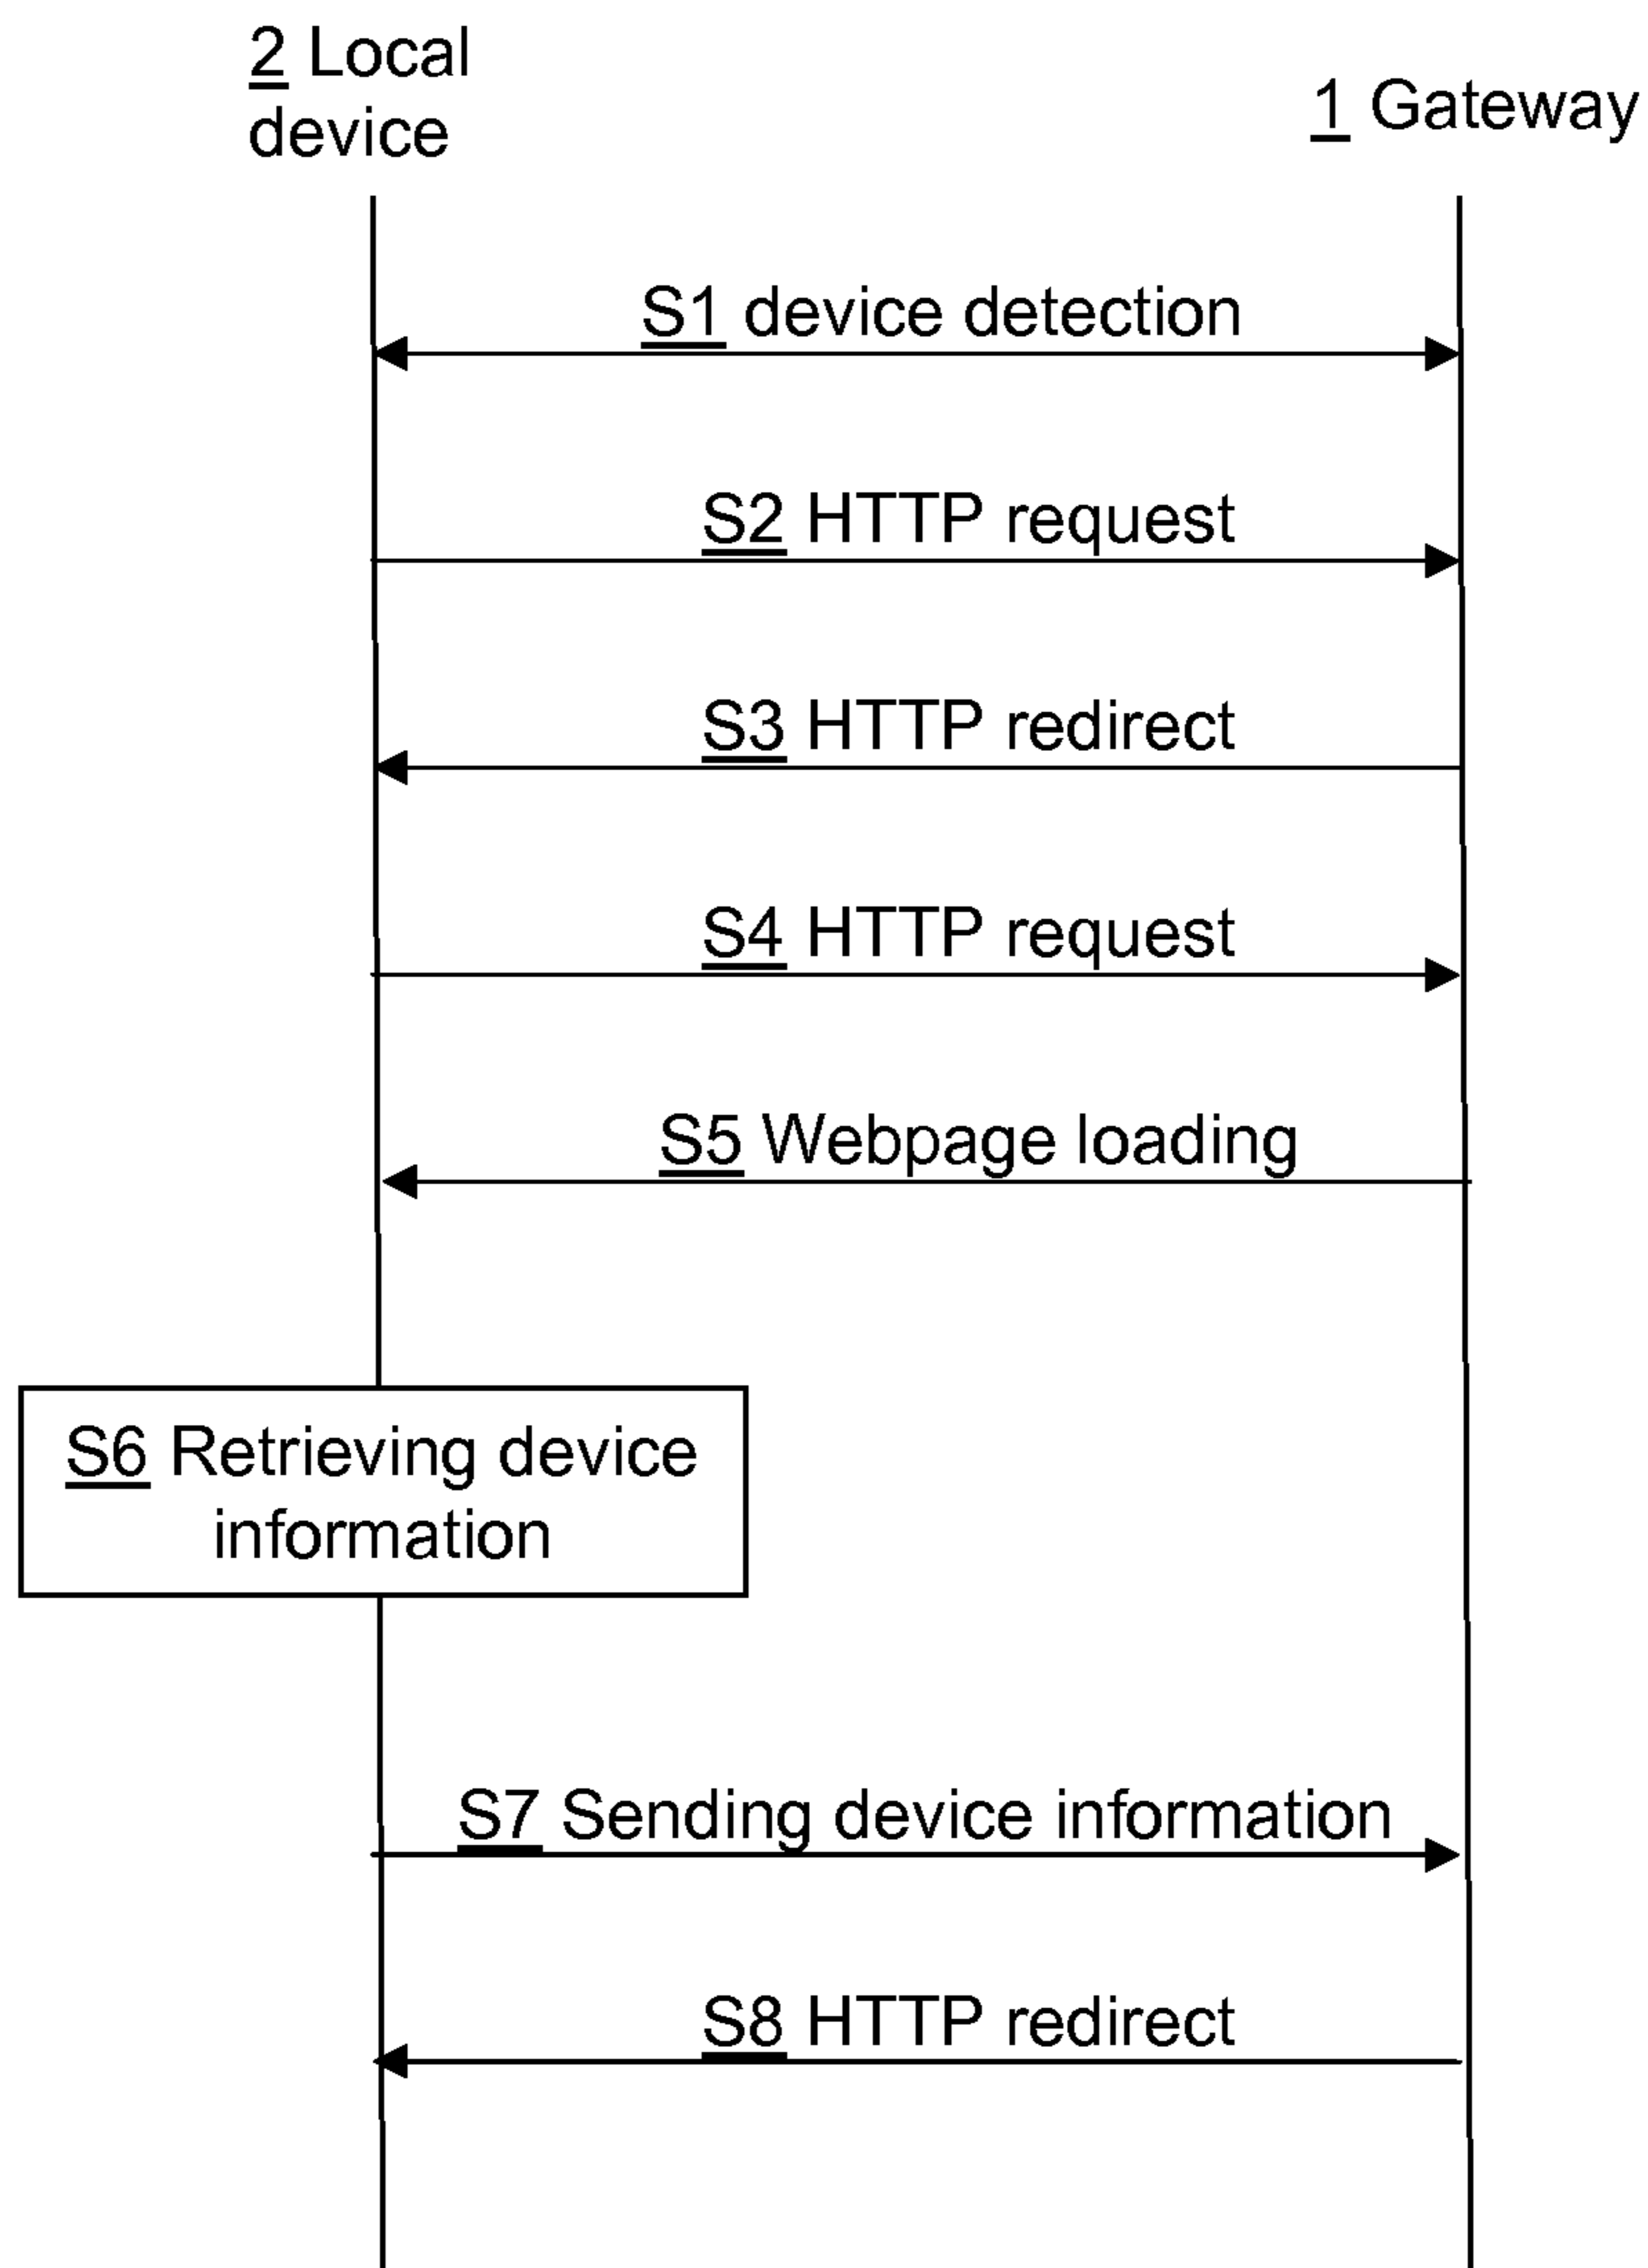 2 Local
device
1 Gateway
S1 device detection
S2 HTTP request
S3 HTTP redirect
S4 HTTP request
S5 Webpage loading
S6 Retrieving device
information
S7 Sending device information
S8 HTTP redirect